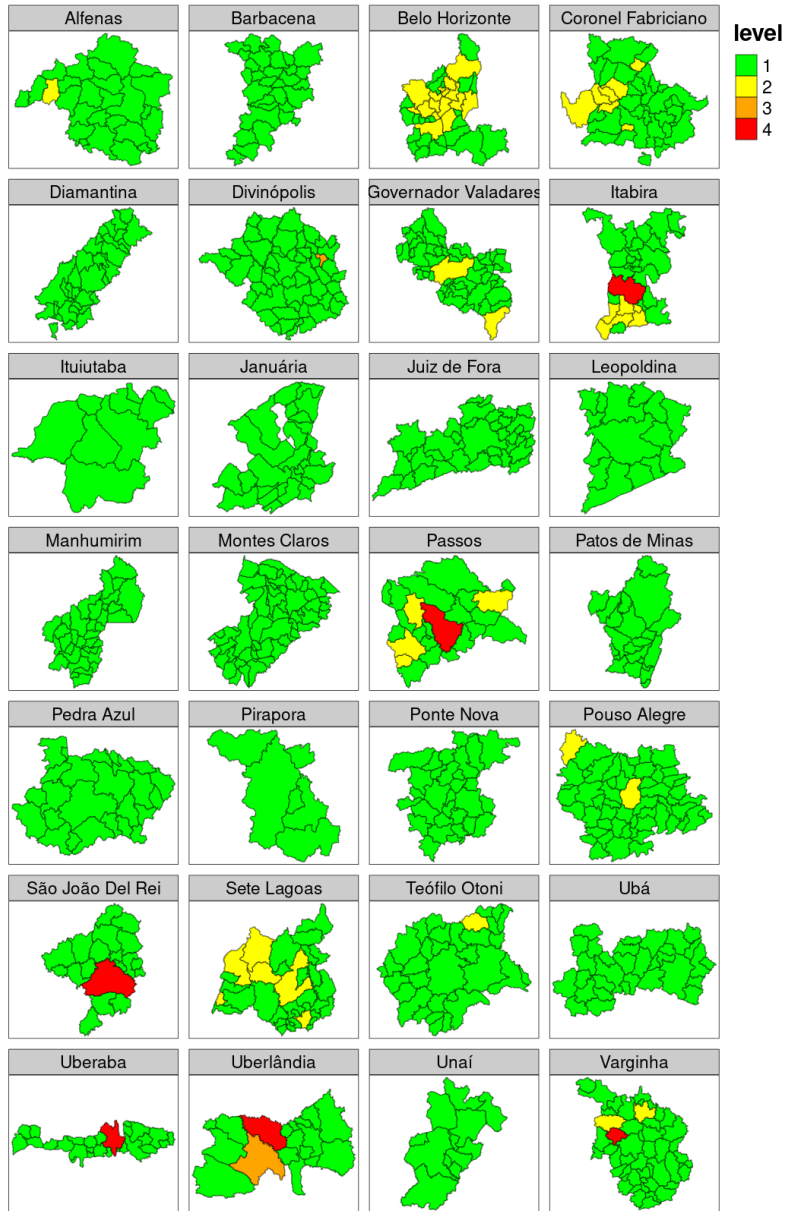 Alfenas
Barbacena
Belo Horizonte
Coronel Fabriciano
level
1
2
3
4
Diamantina
Divinópolis
Governador Valadares
Itabira
Ituiutaba
Januária
Juiz de Fora
Leopoldina
Manhumirim
Montes Claros
Passos
Patos de Minas
Pedra Azul
Pirapora
Ponte Nova
Pouso Alegre
São João Del Rei
Sete Lagoas
Teófilo Otoni
Ubá
Uberaba
Uberlândia
Unaí
Varginha